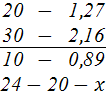 20 – 1,27
30 – 2,16
10 – 0,89
24 – 20 – x